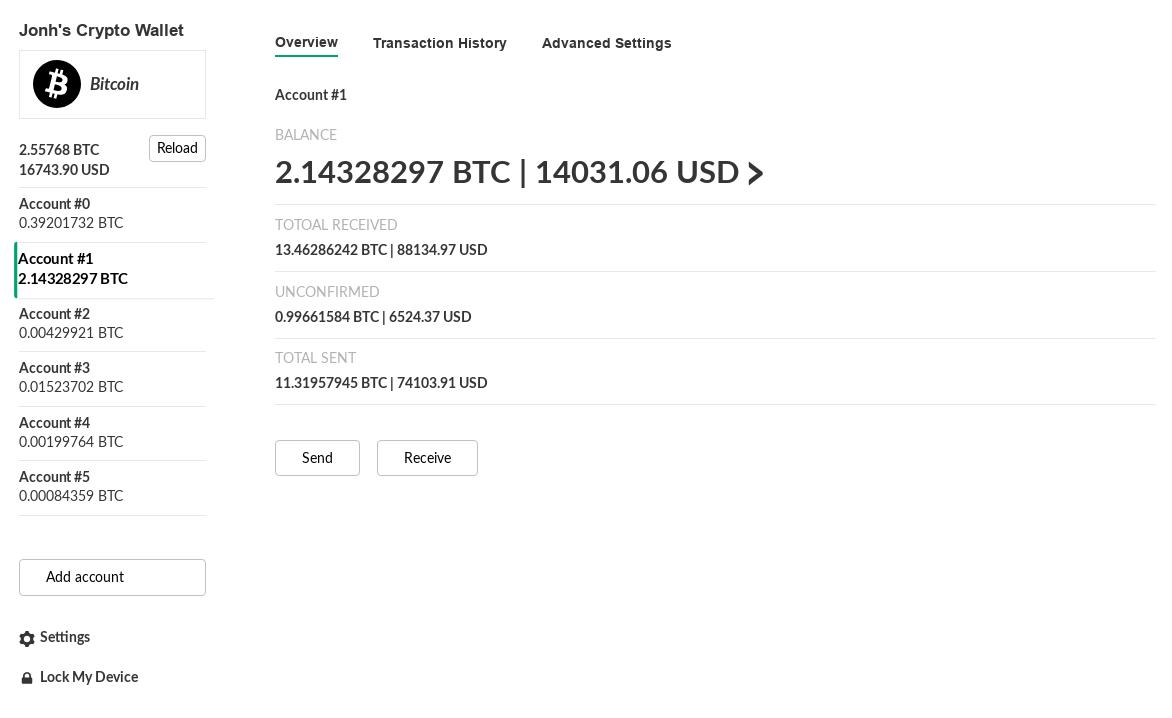 Jonh's Crypto Wallet
Bitcoin
2.55768 BTC
16743.90 USD
Reload
Account #0
0.39201732 BTC
Account #1
2.14328297 BTC
Account #2
0.00429921 BTC
Account #3
0.01523702 BTC
Account #4
0.00199764 BTC
Account #5
0.00084359 BTC
Add account
Settings
Lock My Device
Overview Transaction History Advanced Settings
Account #1
BALANCE
2.14328297 BTC | 14031.06 USD >
TOTOAL RECEIVED
13.46286242 BTC | 88134.97 USD
UNCONFIRMED
0.99661584 BTC | 6524.37 USD
TOTAL SENT
11.31957945 BTC | 74103.91 USD
Send Receive